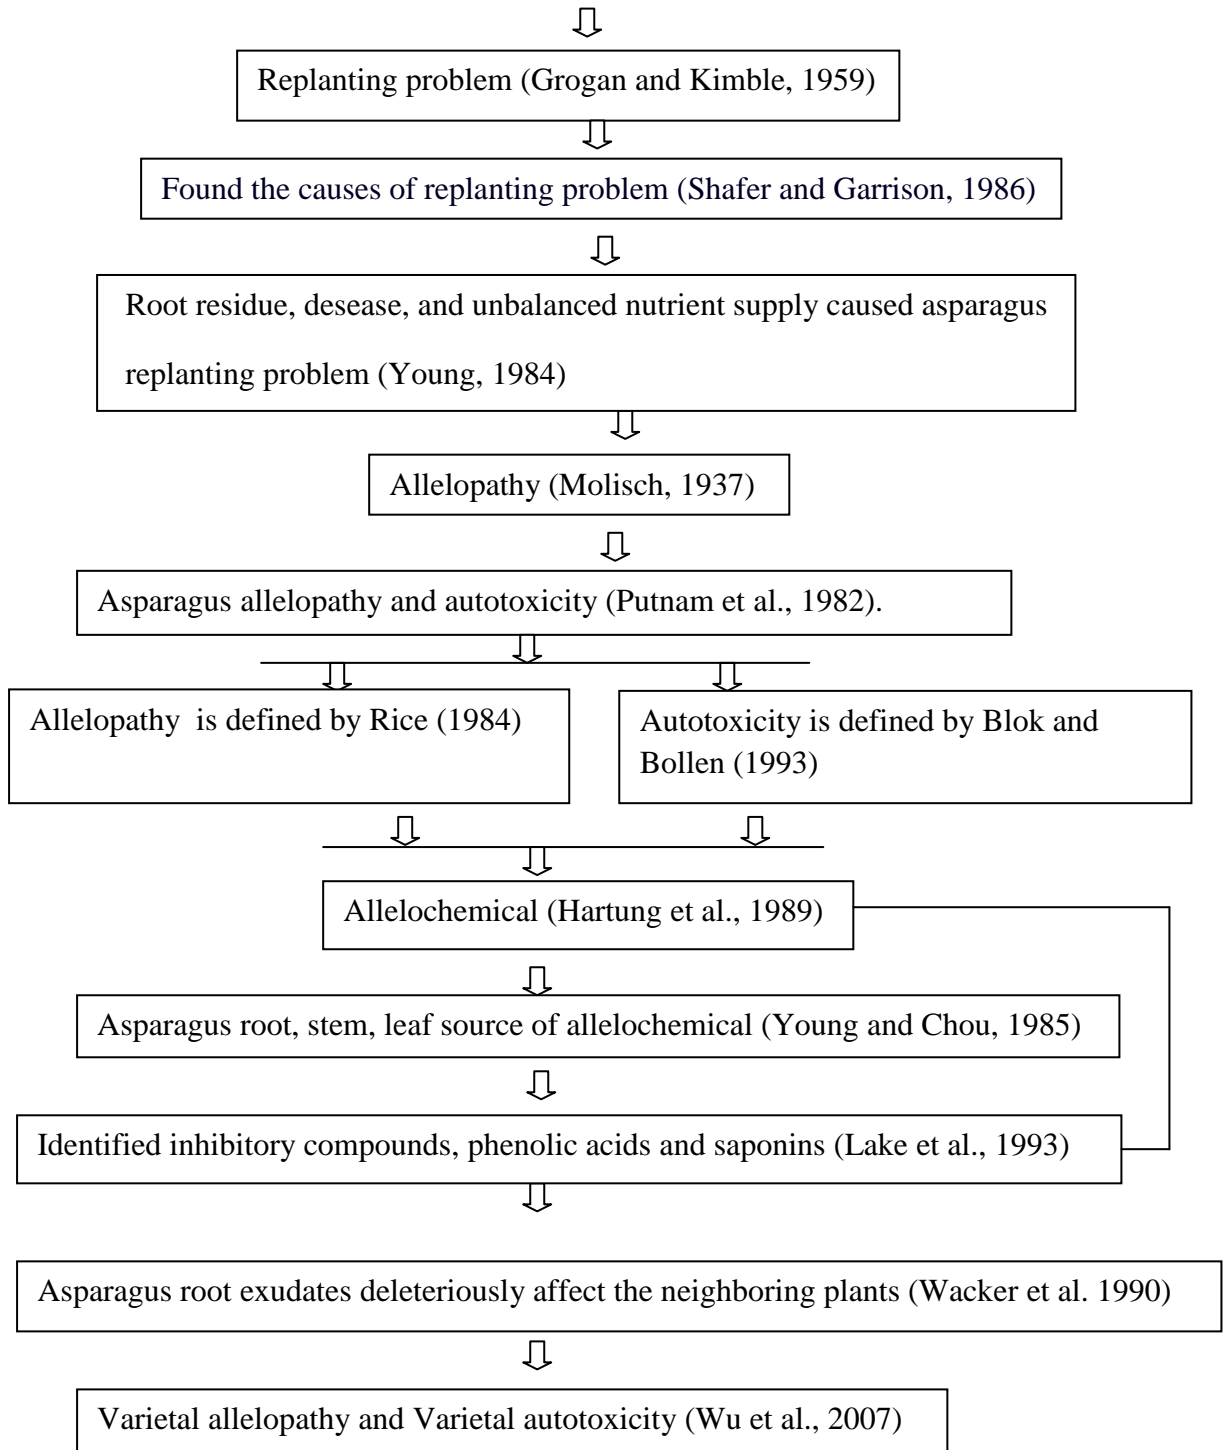 Replanting problem (Grogan and Kimble, 1959)
Found the causes of replanting problem (Shafer and Garrison, 1986)
Root residue, desease, and unbalanced nutrient supply caused asparagus
replanting problem (Young, 1984)
Allelopathy (Molisch, 1937)
Asparagus allelopathy and autotoxicity (Putnam et al., 1982).
Allelopathy  is defined by Rice (1984)
Autotoxicity is defined by Blok and
Bollen (1993)
Allelochemical (Hartung et al., 1989)
Asparagus root, stem, leaf source of allelochemical (Young and Chou, 1985)
Identified inhibitory compounds, phenolic acids and saponins (Lake et al., 1993)
Asparagus root exudates deleteriously affect the neighboring plants (Wacker et al. 1990)
Varietal allelopathy and Varietal autotoxicity (Wu et al., 2007)